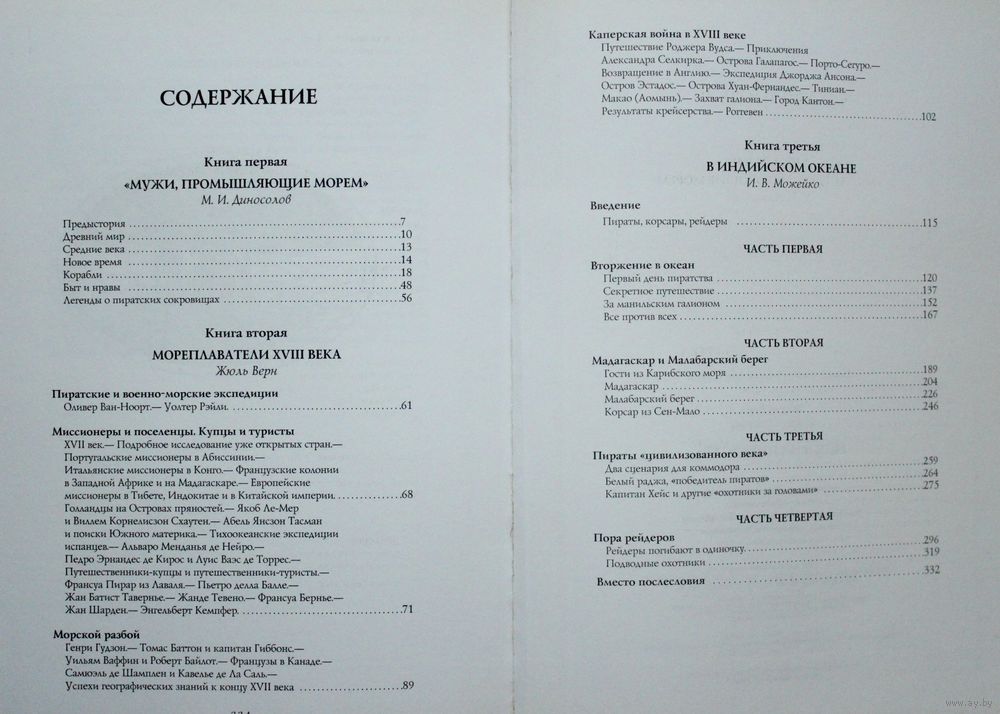 СОДЕРЖАНИЕ
Книга первая
«МУЖИ, ПРОМЫШЛЯЮЩИЕ МОРЕМ»
М. И. Диносолов
Предыстория ........ 7
Древний мир ........ 10
Средние века ........ 13
Новое время ........ 14
Корабли ........ 18
Быт и нравы ........ 48
Легенды о пиратских сокровищах ........ 56
Книга вторая
МОРЕПЛАВАТЕЛИ XVIII ВЕКА
Жюль Верн
Пиратские и военно-морские экспедиции
Оливер Ван-Ноорт.— Уолтер Рэйли. ........ 61
Миссионеры и поселенцы. Купцы и туристы
XVII век.— Подробное исследование уже открытых стран.—
Португальские миссионеры в Абиссинии.—
Итальянские миссионеры в Конго.— Французские колонии
в Западной Африке и на Мадагаскаре.— Европейские
миссионеры в Тибете, Индокитае и в Китайской империи. ........ 68
Голландцы на Островах пряностей.— Якоб Ле-Мер
и Виллем Корнелисзон Схаутен.— Абель Янсзон Тасман
и поиски Южного материка.— Тихоокеанские экспедиции
испанцев.— Альваро Менданья де Нейро.—
Педро Эрнандес де Кирос и Луис Ваэс де Торрес.—
Путешественники-купцы и путешественники-туристы.—
Франсуа Пирар из Лаваля.— Пьетро делла Балле.—
Жан Батист Тавернье.— Жанде Тевено.— Франсуа Бернье.—
Жан Шарден.— Энгельберт Кемпфер. ........ 71
Морской разбой
Генри Гудзон.— Томас Баттон и капитан Гиббонс.—
Уильям Ваффин и Роберт Байлот.— Французы в Канаде.—
Самюэль де Шамплен и Кавелье де Ла Саль.—
Успехи географических знаний к концу XVII века ........ 89
Каперская война в XVIII веке
Путешествие Роджера Вудса.— Приключения
Александра Селкирка.— Острова Галапагос.— Порто-Сегуро.—
Возвращение в Англию.— Экспедиция Джорджа Ансона.—
Остров Эстадос.— Острова Хуан-Фернандес.— Тиниан.—
Макао (Аомынь).— Захват галиона.— Город Кантон.—
Результаты крейсерства.— Роггевен ........ 102
Книга третья
В ИНДИЙСКОМ ОКЕАНЕ
И. В. Можейко
Введение
Пираты, корсары, рейдеры ........ 115
ЧАСТЬ ПЕРВАЯ
Вторжение в океан
Первый день пиратства ........ 120
Секретное путешествие ........ 137
За манильским галионом ........ 152
Все против всех ........ 167
ЧАСТЬ ВТОРАЯ
Мадагаскар и Малабарский берег
Гости из Карибского моря ........ 189
Мадагаскар ........ 204
Малабарский берег ........ 226
Корсар из Сен-Мало ........ 246
ЧАСТЬ ТРЕТЬЯ
Пираты «цивилизованного века»
Два сценария для коммодора ........ 259
Белый раджа, «победитель пиратов» ........ 264
Капитан Хейс и другие «охотники за головами» ........ 275
ЧАСТЬ ЧЕТВЕРТАЯ
Пора рейдеров
Рейдеры погибают в одиночку. ........ 296
Подводные охотники ........ 319
Вместо послесловия ........ 332
www.ay.by